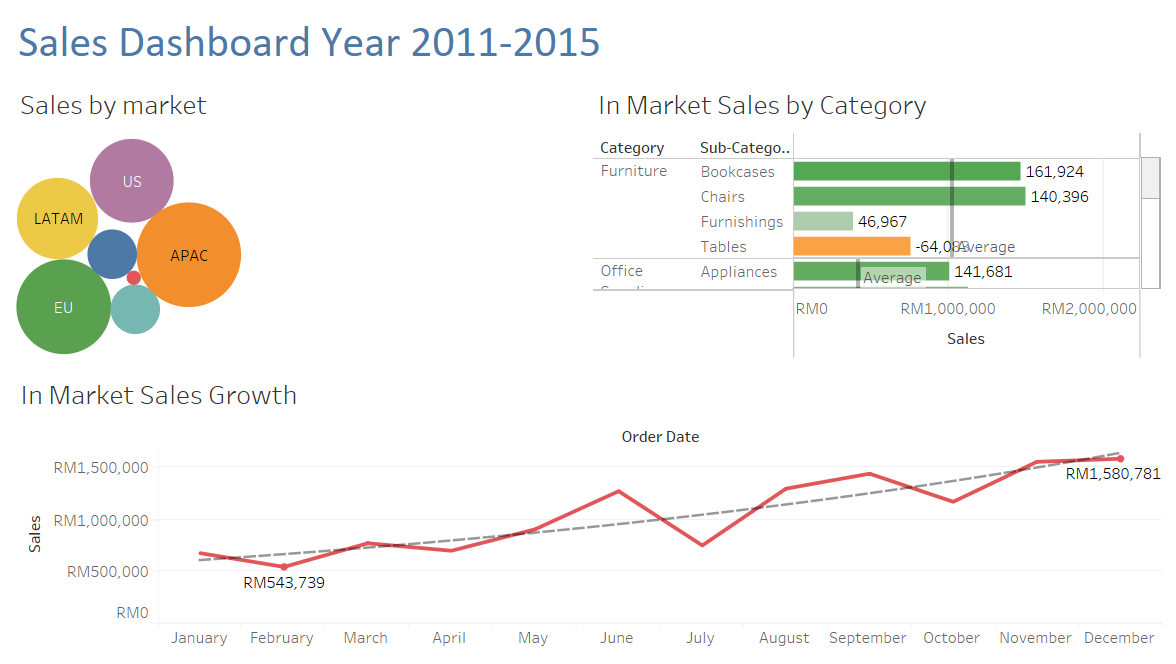 Sales Dashboard Year 2011-2015
Sales by market
US
LATAM
APAC
EU
In Market Sales by Category
Category Sub-Catego..
Furniture Bookcases 161,924
Chairs 140,396
Furnishings 46,967
Tables -64,083 Average
Office Appliances 141,681
Average
RM0 RM1,000,000 RM2,000,000
Sales
In Market Sales Growth
Order Date
RM1,500,000
RM1,580,781
RM1,000,000
Sales
RM500,000
RM543,739
RM0
January February March April May June July August September October November December